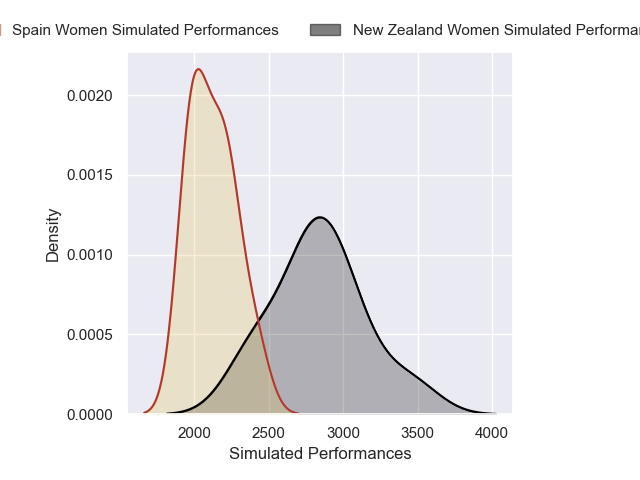 Spain Women Simulated Performances
New Zealand Women Simulated
0.0020
0.0015
0.0010
0.0005
0.0000
Density
2000 2500 3000 3500 4000
Simulated Performances